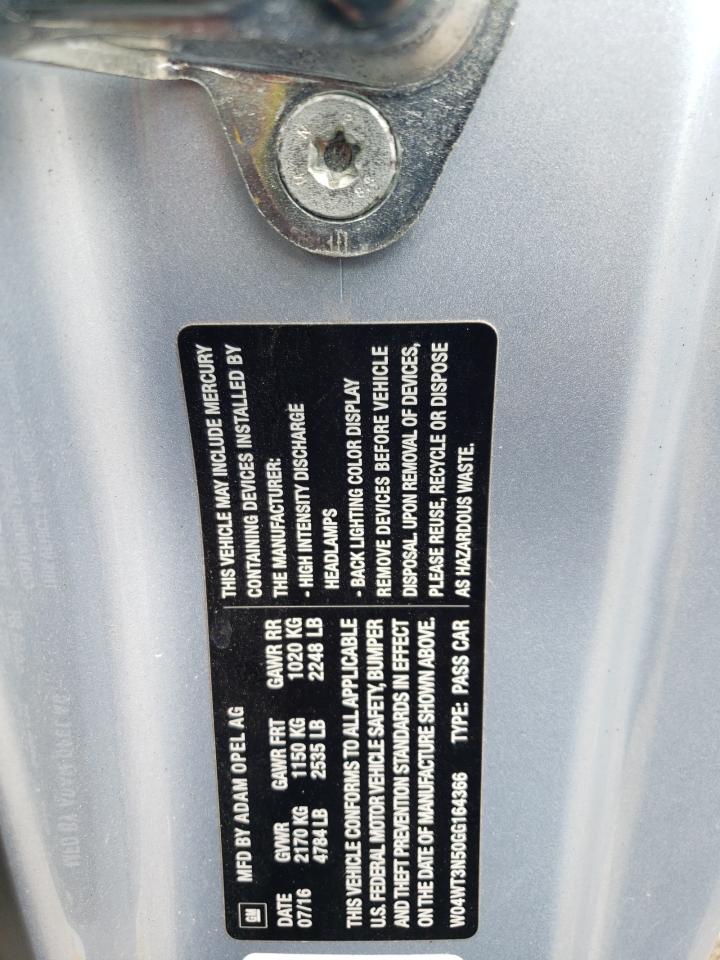 GM
MFD BY ADAM OPEL AG
DATE GVWR GAWR FRT GAWR RR
07/16 2170 KG 1150 KG 1020 KG
4784 LB 2535 LB 2248 LB
THIS VEHICLE CONFORMS TO ALL APPLICABLE
U.S. FEDERAL MOTOR VEHICLE SAFETY, BUMPER
AND THEFT PREVENTION STANDARDS IN EFFECT
ON THE DATE OF MANUFACTURE SHOWN ABOVE.
W04WT3N50GG164366 TYPE: PASS CAR
THIS VEHICLE MAY INCLUDE MERCURY
CONTAINING DEVICES INSTALLED BY
THE MANUFACTURER:
- HIGH INTENSITY DISCHARGE
HEADLAMPS
- BACK LIGHTING COLOR DISPLAY
REMOVE DEVICES BEFORE VEHICLE
DISPOSAL. UPON REMOVAL OF DEVICES,
PLEASE REUSE, RECYCLE OR DISPOSE
AS HAZARDOUS WASTE.
8.8